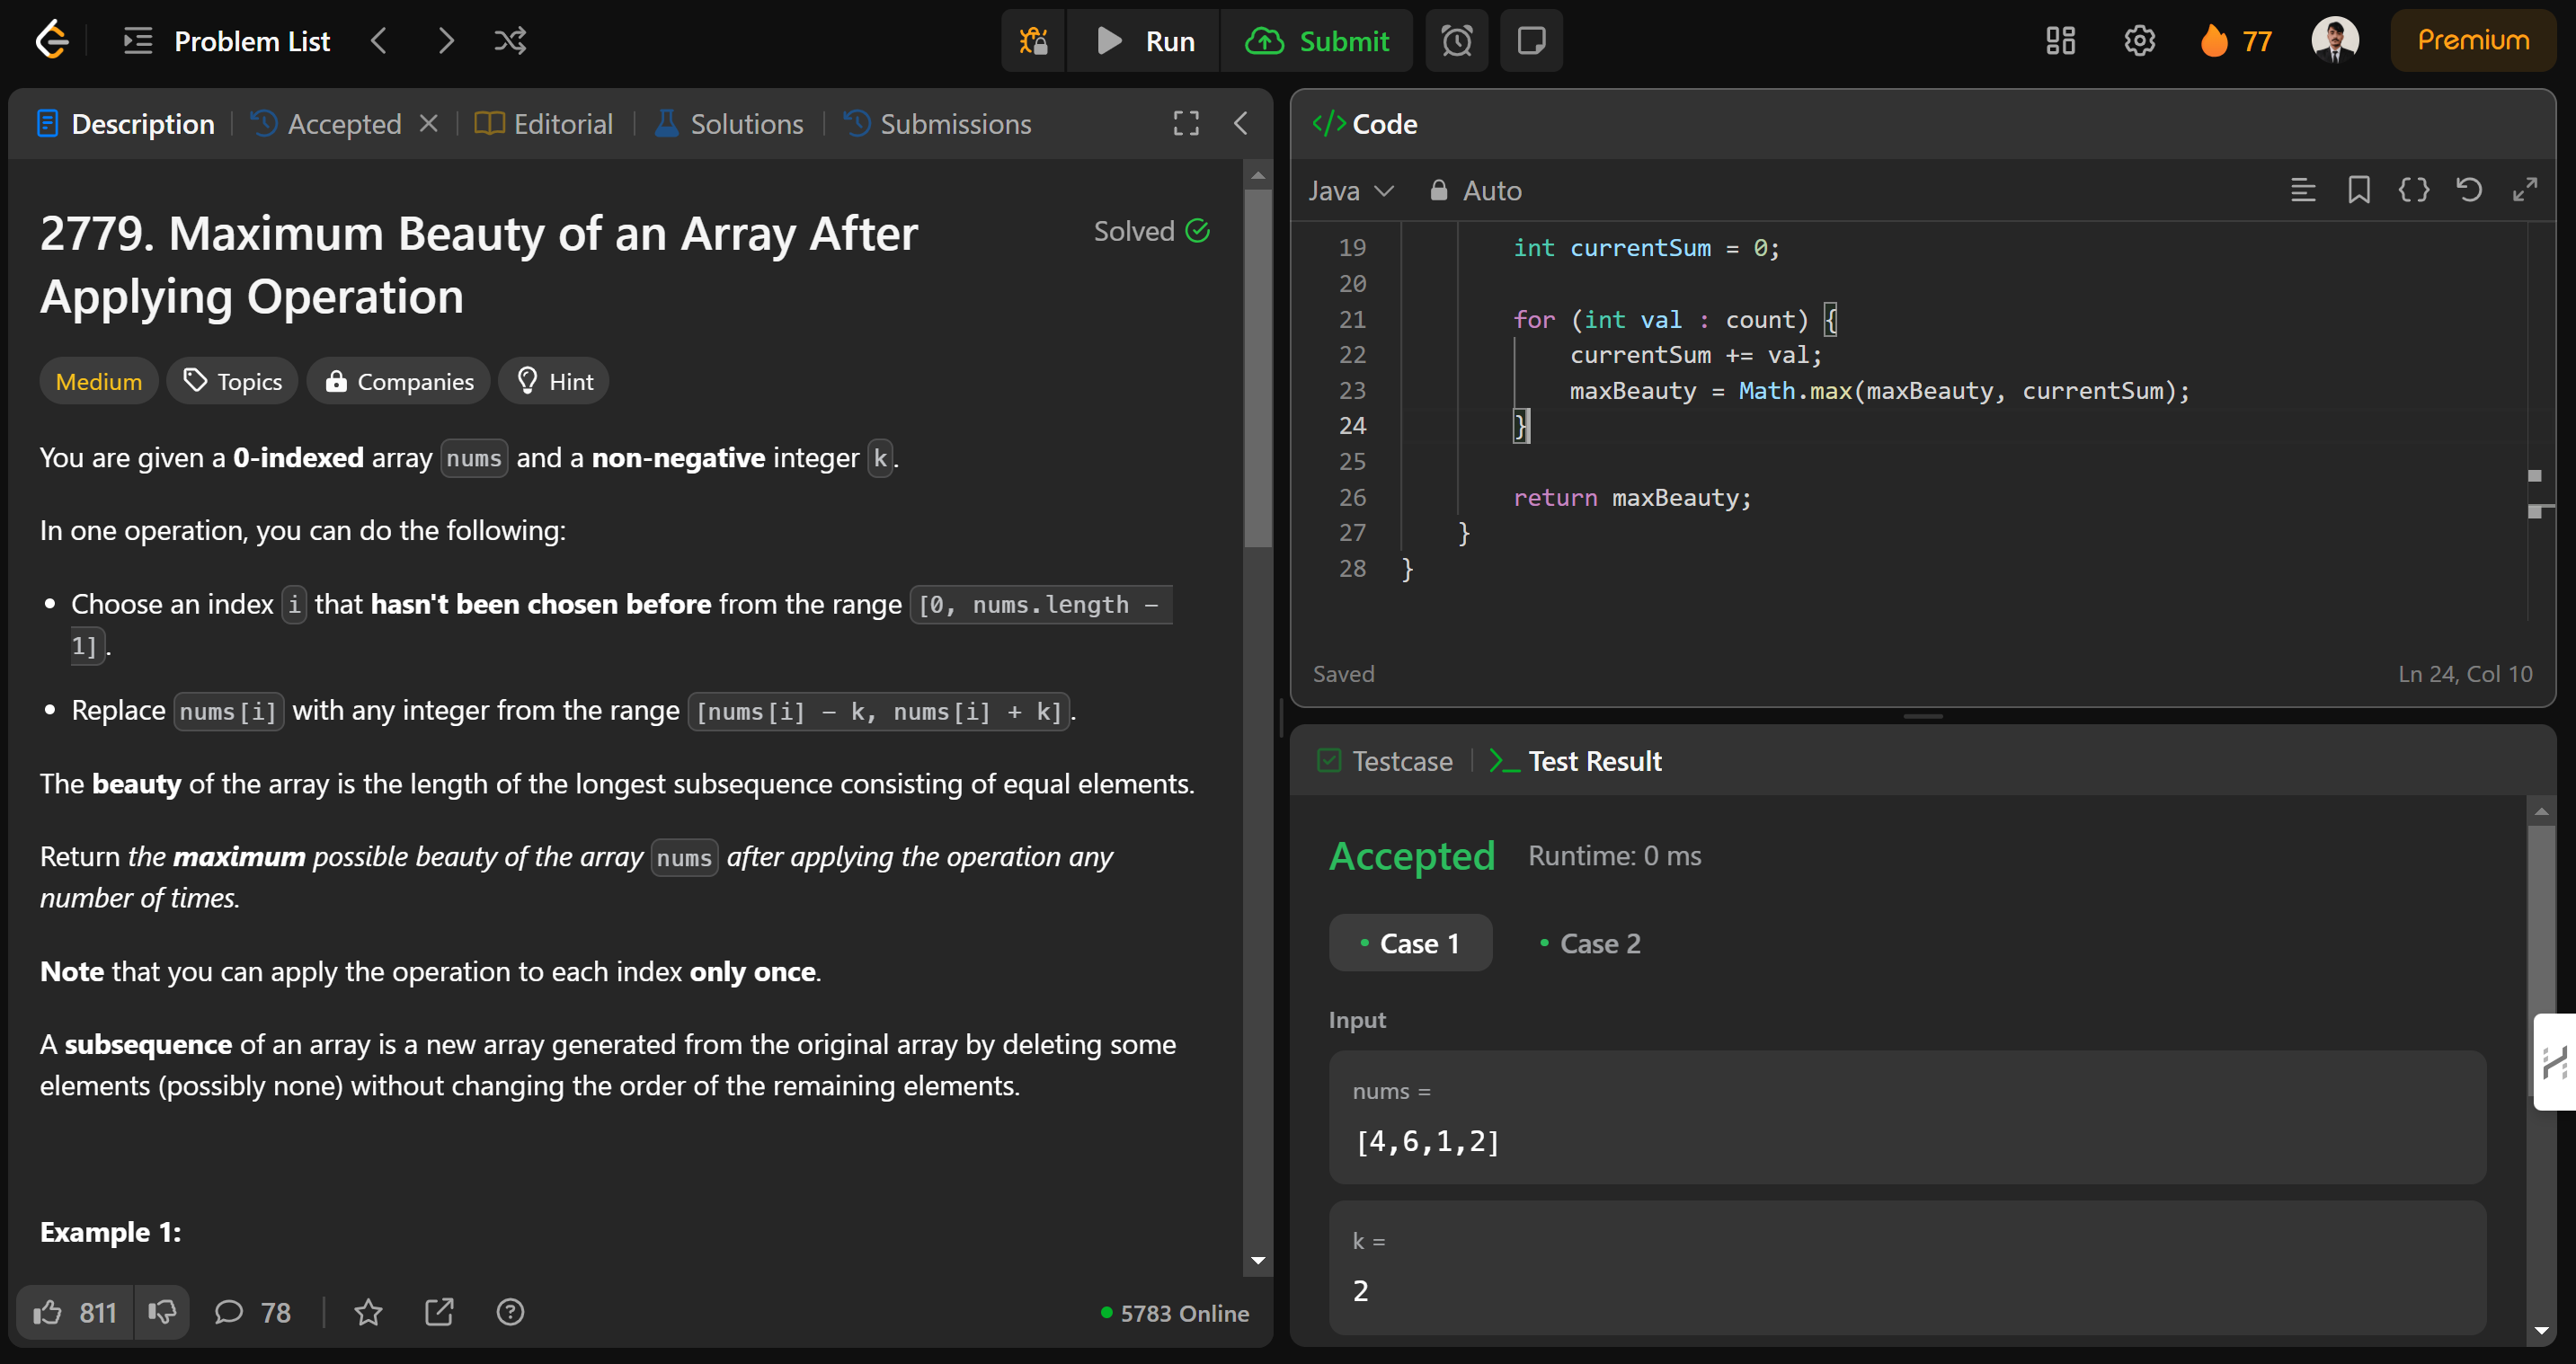 Problem List
Run
Submit
77
Premium
Description
Accepted
Editorial
Solutions
Submissions
2779. Maximum Beauty of an Array After
Applying Operation
Solved
Medium
Topics
Companies
Hint
You are given a 0-indexed array nums and a non-negative integer k.
In one operation, you can do the following:
• Choose an index i that hasn't been chosen before from the range [0, nums.length -
1].
• Replace nums[i] with any integer from the range [nums[i] - k, nums[i] + k].
The beauty of the array is the length of the longest subsequence consisting of equal elements.
Return the maximum possible beauty of the array nums after applying the operation any
number of times.
Note that you can apply the operation to each index only once.
A subsequence of an array is a new array generated from the original array by deleting some
elements (possibly none) without changing the order of the remaining elements.
Example 1:
811
78
5783 Online
</> Code
Java
Auto
19 int currentSum = 0;
20
21 for (int val : count) {
22 currentSum += val;
23 maxBeauty = Math.max(maxBeauty, currentSum);
24 }
25
26 return maxBeauty;
27 }
28 }
Saved
Ln 24, Col 10
Testcase
>_ Test Result
Accepted
Runtime: 0 ms
• Case 1
• Case 2
Input
nums =
[4,6,1,2]
k =
2